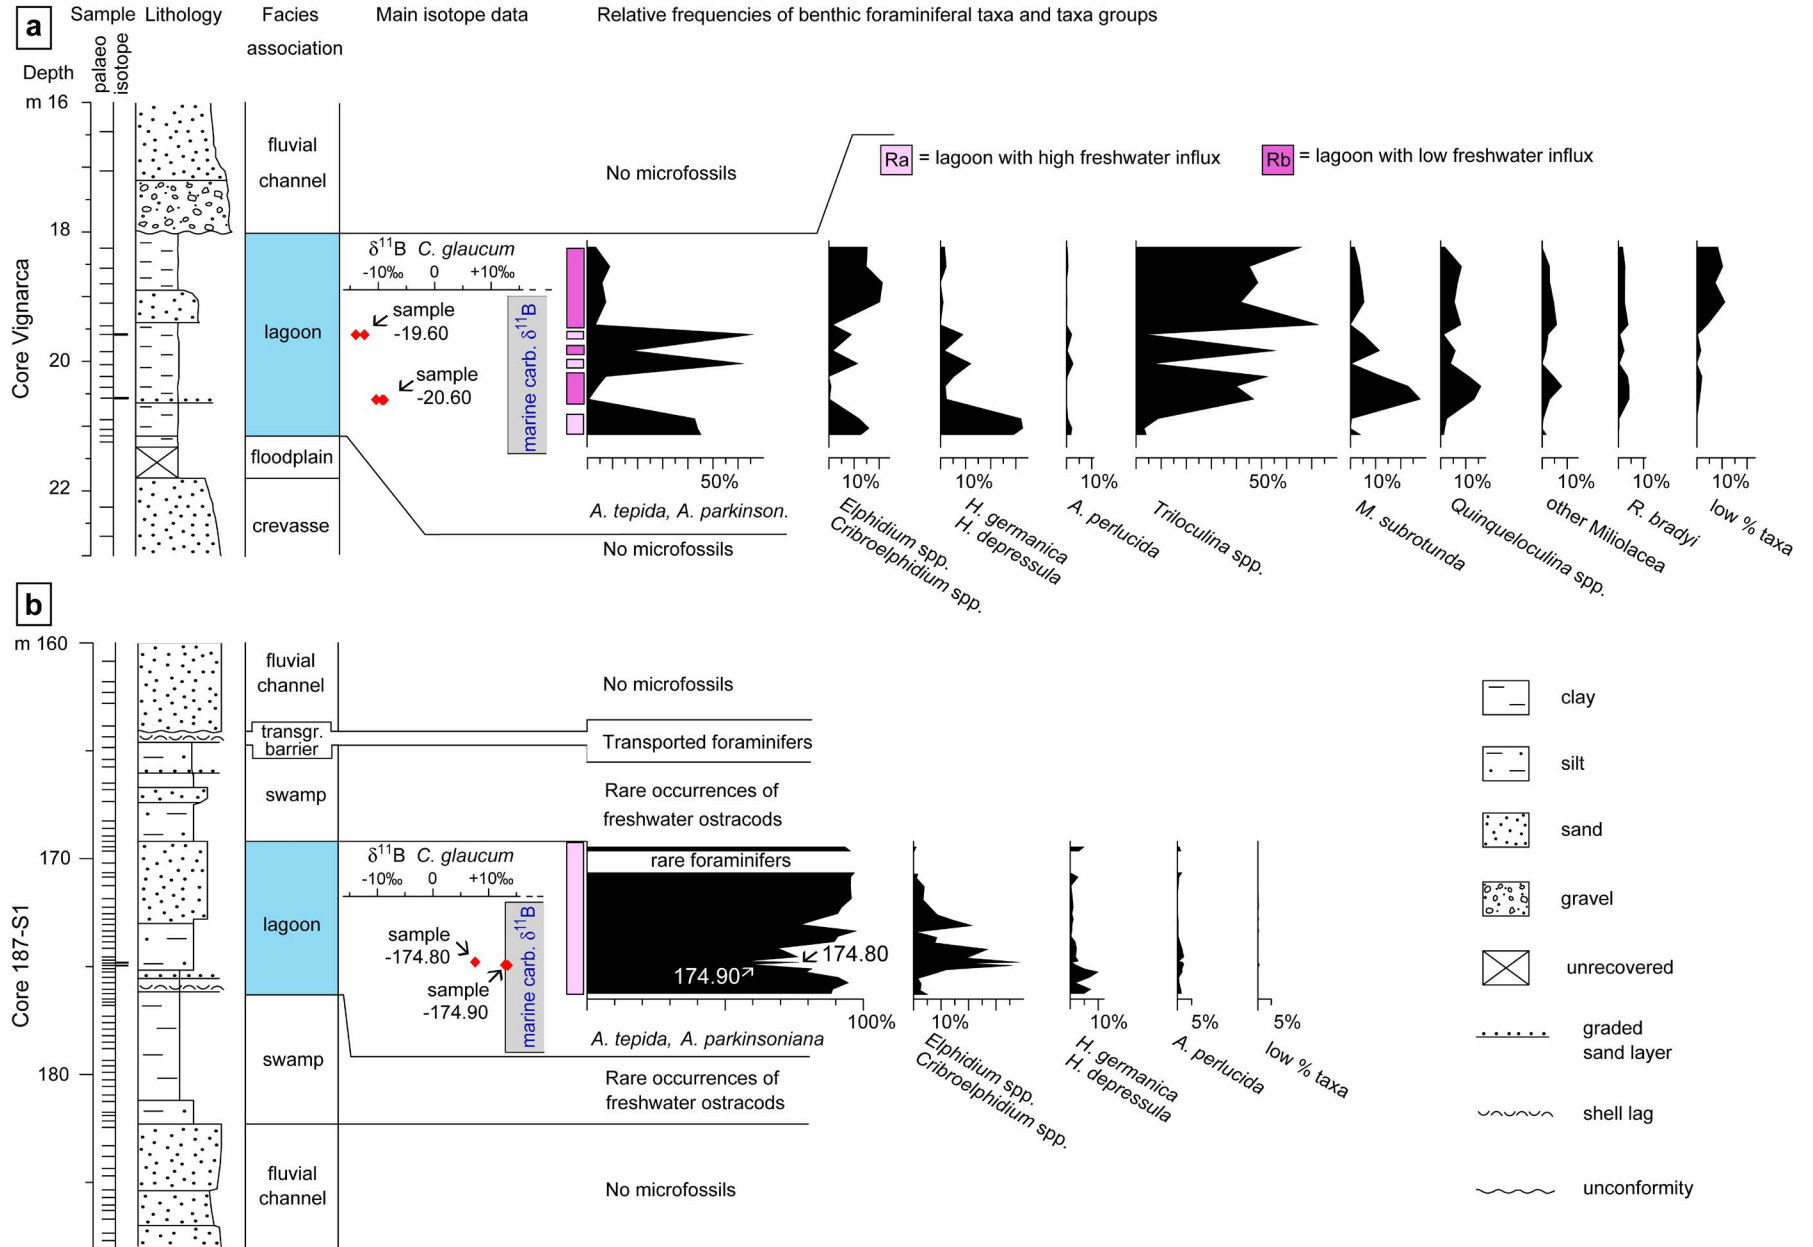 a
Sample Lithology Facies association Main isotope data Relative frequencies of benthic foraminiferal taxa and taxa groups
palaeo
isotope
Depth
m 16
18
20
22
Core Vignarca
fluvial
channel
lagoon
floodplain
crevasse
No microfossils
Ra = lagoon with high freshwater influx
Rb = lagoon with low freshwater influx
δ11B C. glaucum
-10‰ 0 +10‰
sample
-19.60
sample
-20.60
marine carb. δ11B
50% 10% 10% 10% 50% 10% 10% 10% 10% 10%
A. tepida, A. parkinson.
Elphidium spp.
Cribroelphidium spp.
H. germanica
H. depressula
A. perlucida
Triloculina spp.
M. subrotunda
Quinqueloculina spp.
other Miliolacea
R. bradyi
low % taxa
No microfossils
b
m 160
170
180
Core 187-S1
fluvial
channel
transgr.
barrier
swamp
lagoon
swamp
fluvial
channel
No microfossils
Transported foraminifers
Rare occurrences of
freshwater ostracods
δ11B C. glaucum
-10‰ 0 +10‰
sample
-174.80
sample
-174.90
marine carb. δ11B
rare foraminifers
174.80
174.90
100% 10% 10% 5% 5%
A. tepida, A. parkinsoniana
Elphidium spp.
Cribroelphidium spp.
H. germanica
H. depressula
A. perlucida
low % taxa
Rare occurrences of
freshwater ostracods
No microfossils
clay
silt
sand
gravel
unrecovered
graded
sand layer
shell lag
unconformity